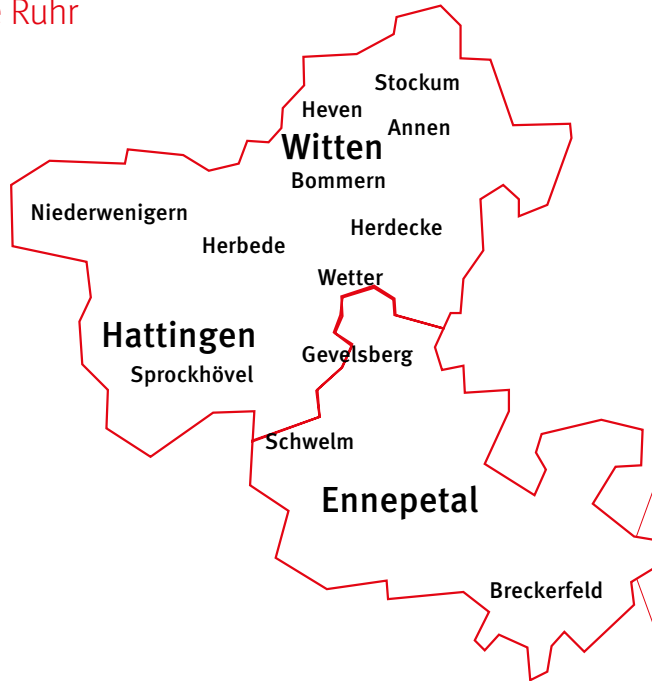 Ruhr
Stockum
Heven
Annen
Witten
Bommern
Niederwenigern
Herdecke
Herbede
Wetter
Hattingen
Gevelsberg
Sprockhövel
Schwelm
Ennepetal
Breckerfeld